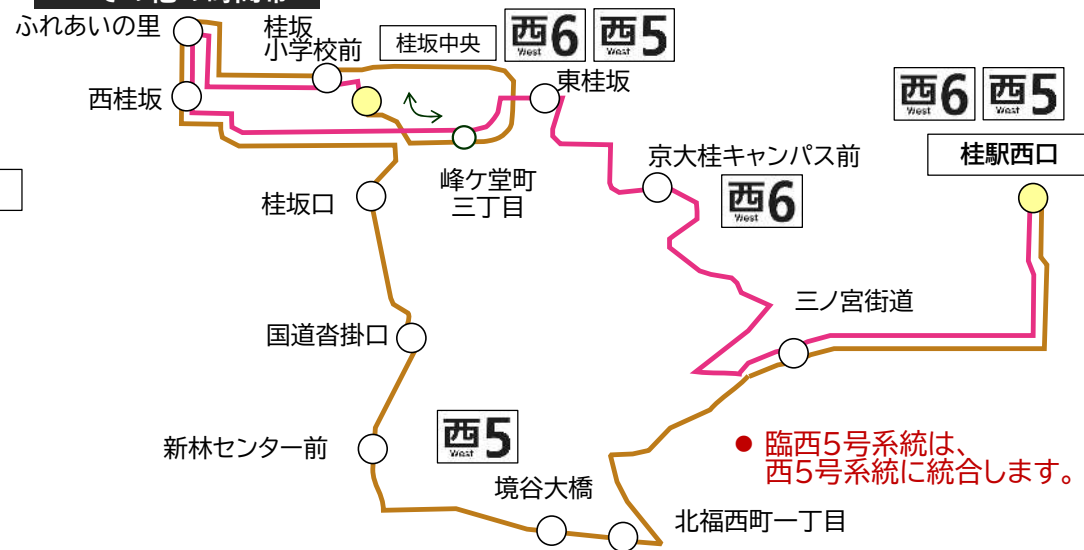 ふれあいの里
桂坂
小学校前
桂坂中央
西6
West
西5
West
東桂坂
西桂坂
西6
West
西5
West
桂駅西口
京大桂キャンパス前
西6
West
峰ケ堂町
三丁目
桂坂口
三ノ宮街道
国道沓掛口
西5
West
新林センター前
● 臨西5号系統は、
西5号系統に統合します。
境谷大橋
北福西町一丁目